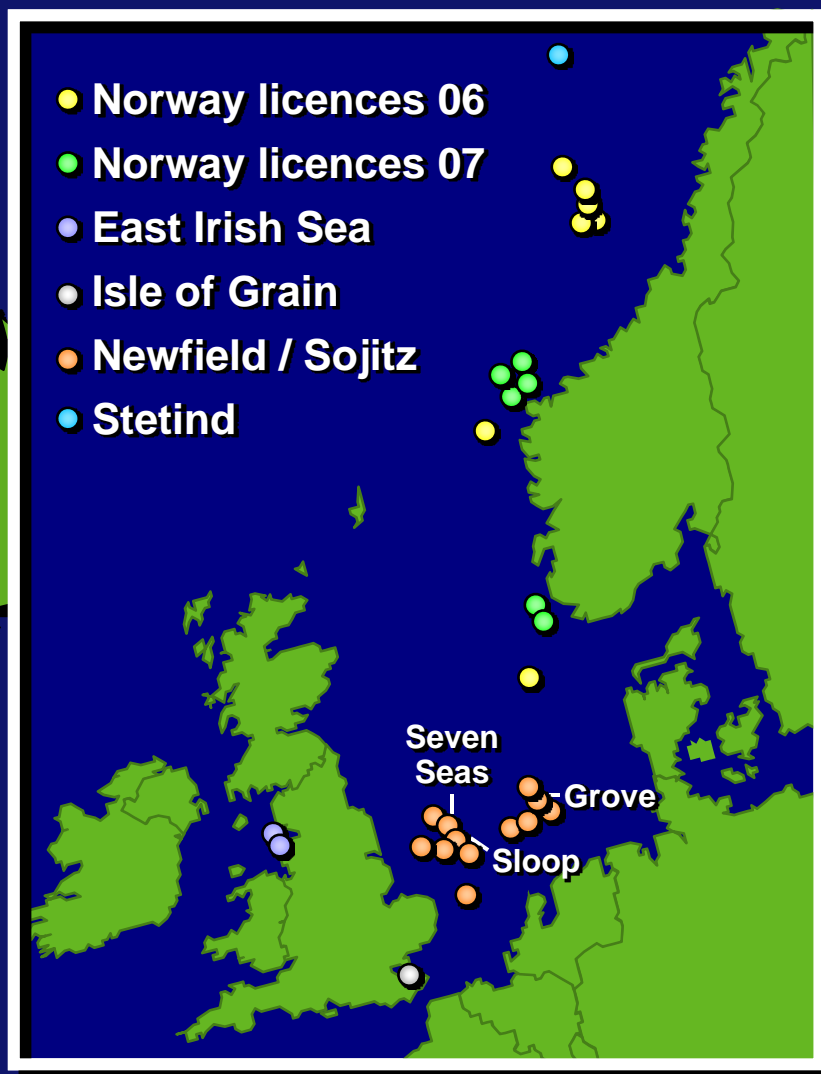 Norway licences 06
Norway licences 07
East Irish Sea
Isle of Grain
Newfield / Sojitz
Stetind
Seven
Seas
Grove
Sloop